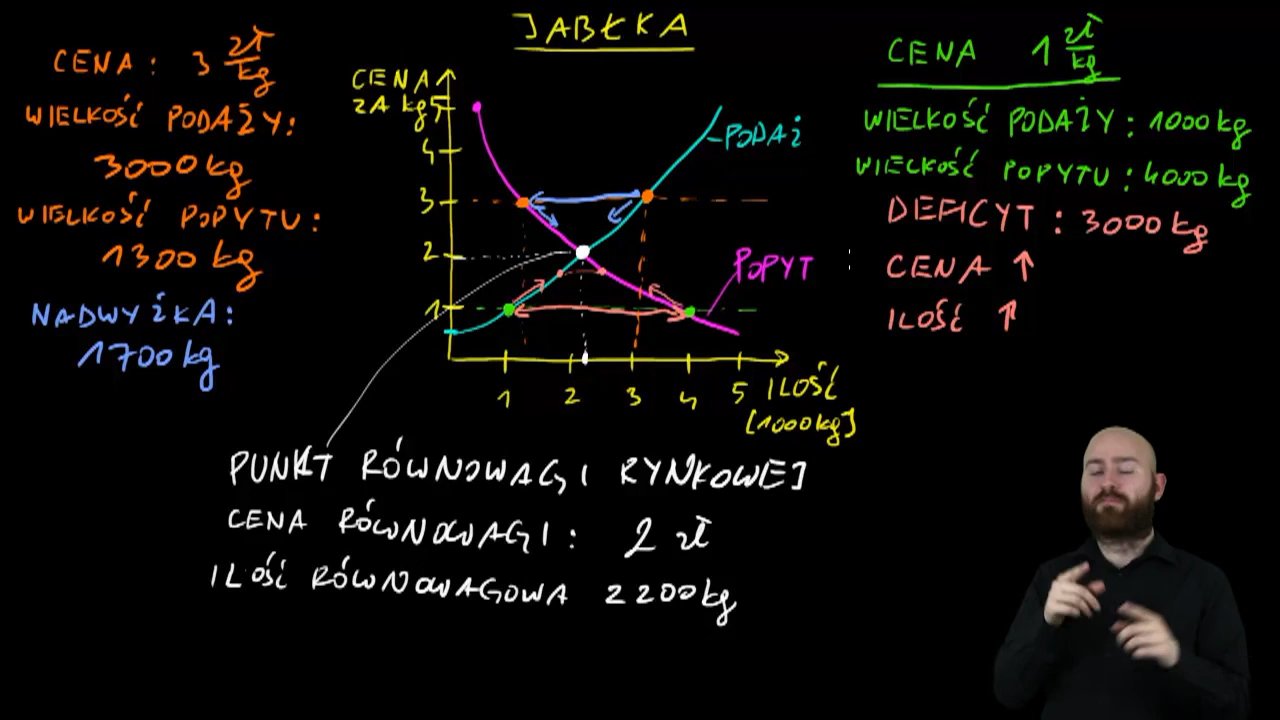 JABŁKA
CENA : 3 zł/kg
WIELKOŚĆ PODAŻY:
3000 kg
WIELKOŚĆ POPYTU:
1300 kg
NADWYŻKA:
1700 kg
CENA
ZA kg
5
4
3
2
1
PODAŻ
POPYT
1 2 3 4 5 ILOŚĆ
[1000 kg]
CENA 1 zł/kg
WIELKOŚĆ PODAŻY : 1000 kg
WIELKOŚĆ POPYTU : 4000 kg
DEFICYT : 3000 kg
CENA ↑
ILOŚĆ ↑
PUNKT RÓWNOWAGI RYNKOWEJ
CENA RÓWNOWAGI : 2 zł
ILOŚĆ RÓWNOWAGOWA 2200 kg